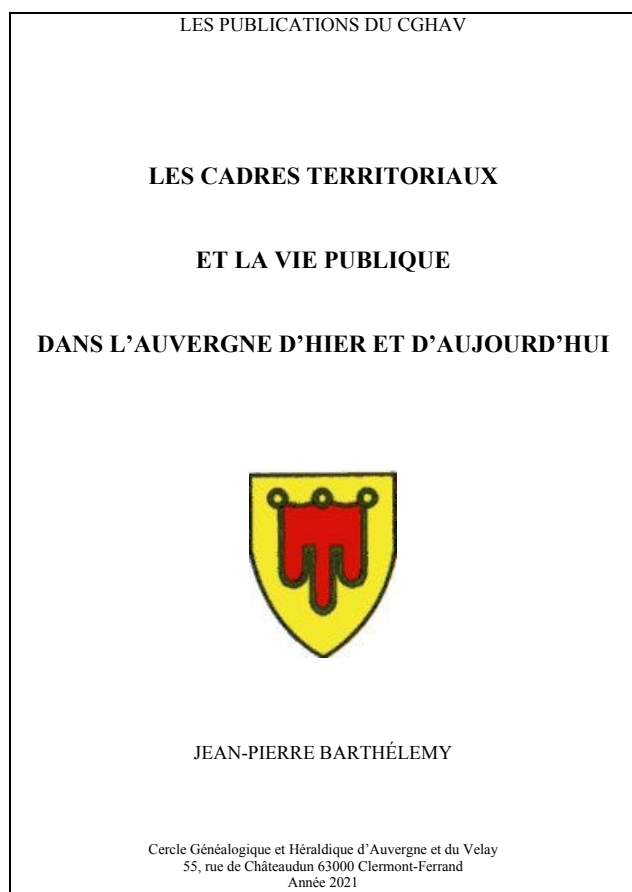 LES PUBLICATIONS DU CGHAV
LES CADRES TERRITORIAUX
ET LA VIE PUBLIQUE
DANS L’AUVERGNE D’HIER ET D’AUJOURD’HUI
JEAN-PIERRE BARTHÉLEMY
Cercle Généalogique et Héraldique d’Auvergne et du Velay
55, rue de Châteaudun 63000 Clermont-Ferrand
Année 2021